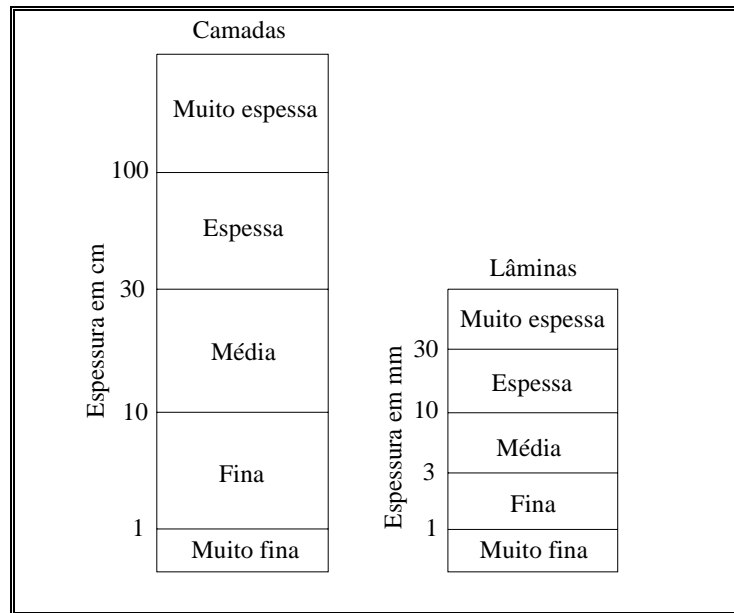 Camadas
Muito espessa
100
Espessa
30
Média
10
Fina
1
Muito fina
Espessura em cm
Lâminas
Muito espessa
30
Espessa
10
Média
3
Fina
1
Muito fina
Espessura em mm